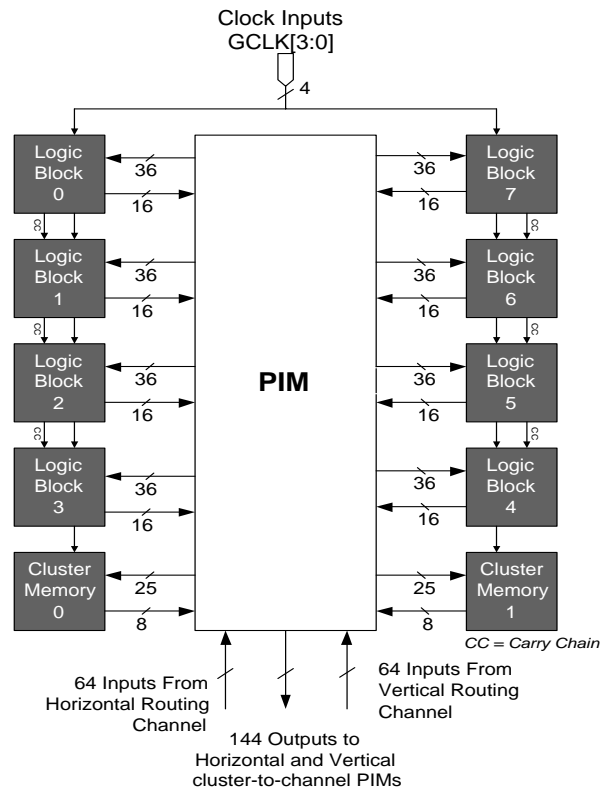 Clock Inputs
GCLK[3:0]
4
Logic
Block
0
36
16
36
16
Logic
Block
7
CC
CC
Logic
Block
1
36
16
36
16
Logic
Block
6
CC
CC
Logic
Block
2
36
16
PIM
36
16
Logic
Block
5
CC
CC
Logic
Block
3
36
16
36
16
Logic
Block
4
Cluster
Memory
0
25
8
25
8
Cluster
Memory
1
CC = Carry Chain
64 Inputs From
Horizontal Routing
Channel
64 Inputs From
Vertical Routing
Channel
144 Outputs to
Horizontal and Vertical
cluster-to-channel PIMs